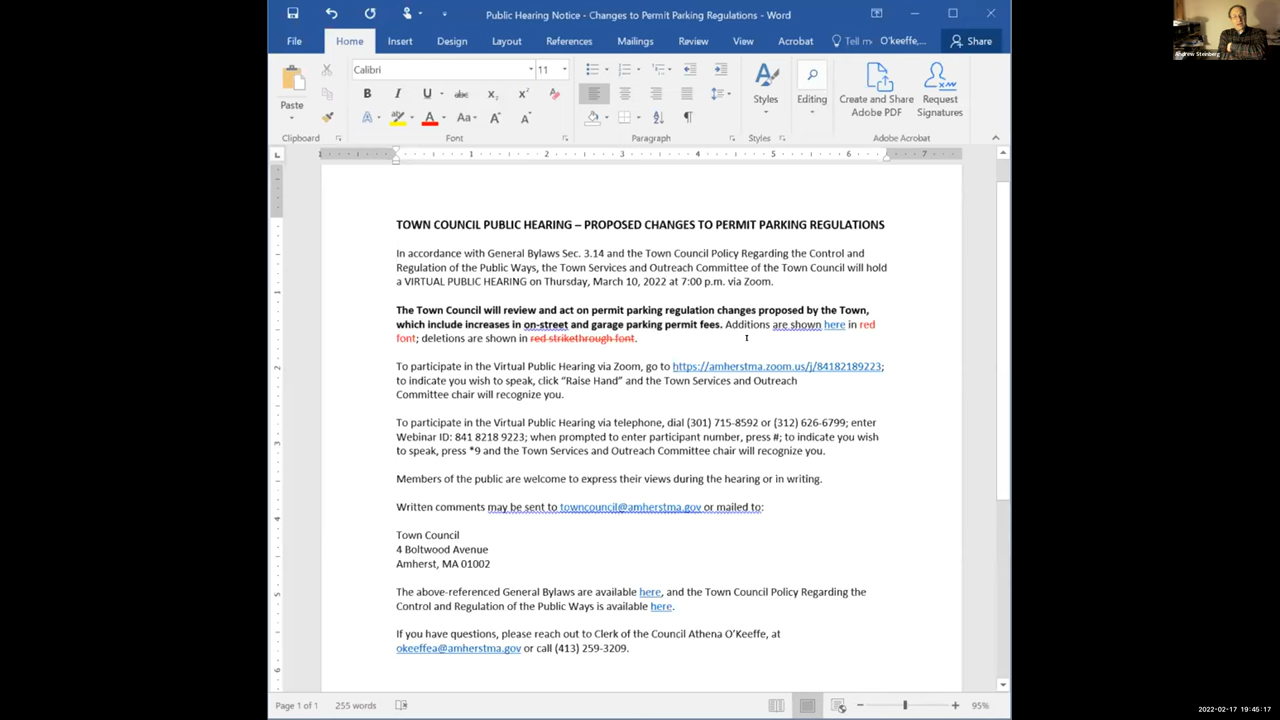 Public Hearing Notice - Changes to Permit Parking Regulations - Word
File Home Insert Design Layout References Mailings Review View Acrobat Tell m O'keeffe,... Share
Calibri 11
Paste
Styles
Editing
Create and Share Adobe PDF
Request Signatures
Clipboard Font Paragraph Styles Adobe Acrobat
TOWN COUNCIL PUBLIC HEARING – PROPOSED CHANGES TO PERMIT PARKING REGULATIONS
In accordance with General Bylaws Sec. 3.14 and the Town Council Policy Regarding the Control and
Regulation of the Public Ways, the Town Services and Outreach Committee of the Town Council will hold
a VIRTUAL PUBLIC HEARING on Thursday, March 10, 2022 at 7:00 p.m. via Zoom.
The Town Council will review and act on permit parking regulation changes proposed by the Town,
which include increases in on-street and garage parking permit fees. Additions are shown here in red
font; deletions are shown in red strikethrough font.
To participate in the Virtual Public Hearing via Zoom, go to https://amherstma.zoom.us/j/84182189223;
to indicate you wish to speak, click “Raise Hand” and the Town Services and Outreach
Committee chair will recognize you.
To participate in the Virtual Public Hearing via telephone, dial (301) 715-8592 or (312) 626-6799; enter
Webinar ID: 841 8218 9223; when prompted to enter participant number, press #; to indicate you wish
to speak, press *9 and the Town Services and Outreach Committee chair will recognize you.
Members of the public are welcome to express their views during the hearing or in writing.
Written comments may be sent to towncouncil@amherstma.gov or mailed to:
Town Council
4 Boltwood Avenue
Amherst, MA 01002
The above-referenced General Bylaws are available here, and the Town Council Policy Regarding the
Control and Regulation of the Public Ways is available here.
If you have questions, please reach out to Clerk of the Council Athena O’Keeffe, at
okeeffea@amherstma.gov or call (413) 259-3209.
Page 1 of 1 255 words 95%
Andrew Steinberg
2022-02-17 19:45:17